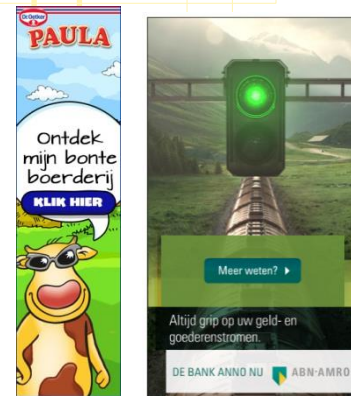 Dr. Oetker
PAULA
Ontdek
mijn bonte
boerderij
KLIK HIER
Meer weten?
Altijd grip op uw geld- en
goederenstromen.
DE BANK ANNO NU
ABN·AMRO